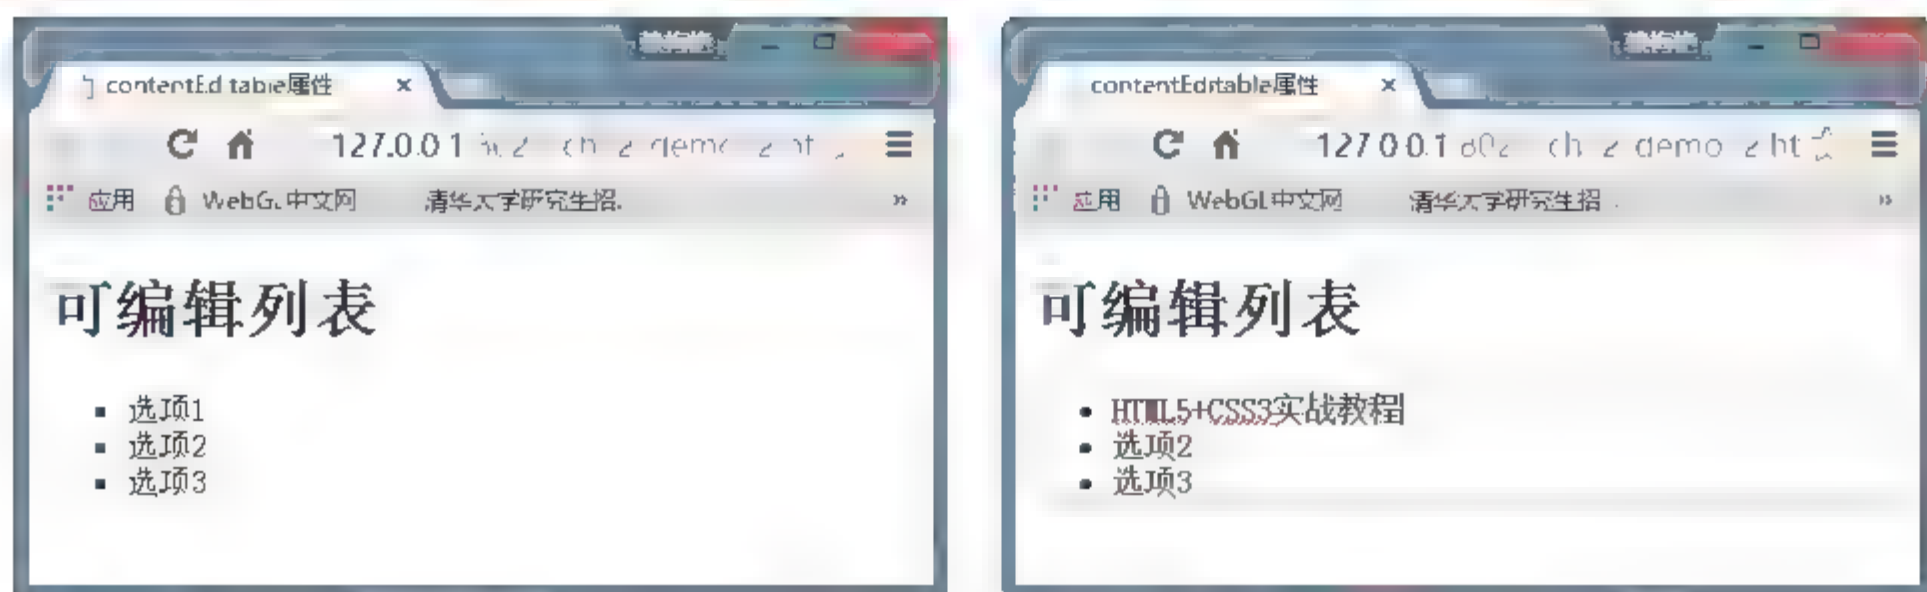 contentEditable属性
127.0.0.1
应用 WebGL中文网 清华大学研究生招
可编辑列表
选项1
选项2
选项3
contentEditable属性
127.0.0.1
应用 WebGL中文网 清华大学研究生招
可编辑列表
HTML5+CSS3实战教程
选项2
选项3